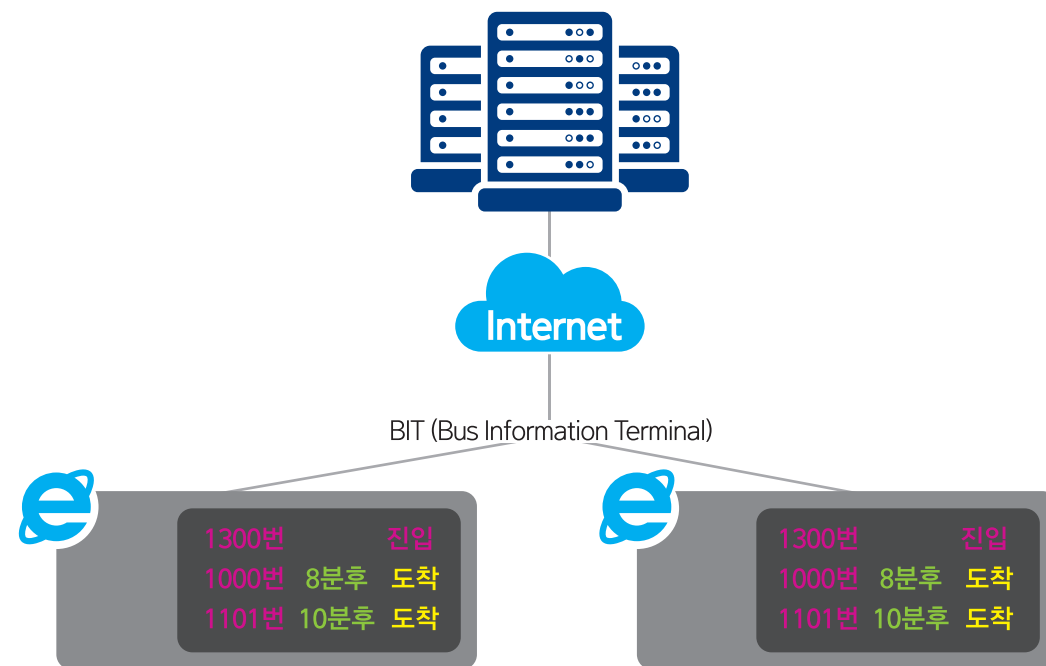 Internet
BIT (Bus Information Terminal)
1300번 진입
1000번 8분후 도착
1101번 10분후 도착
1300번 진입
1000번 8분후 도착
1101번 10분후 도착